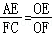 AE/FC = OE/OF